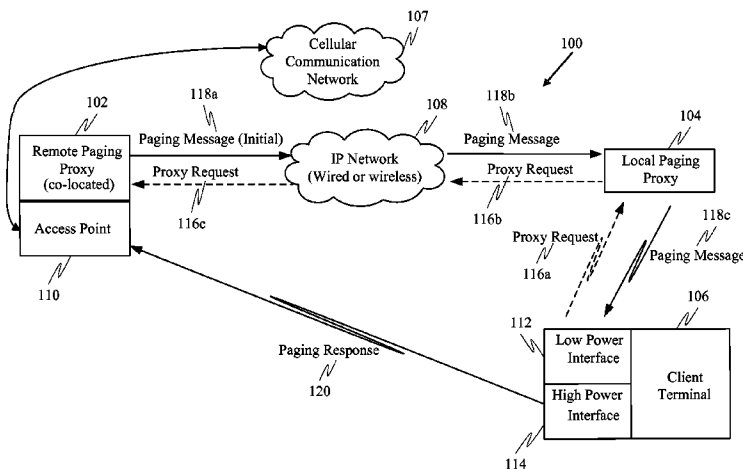 107
Cellular
Communication
Network
100
118a
102
Paging Message (Initial)
108
118b
Paging Message
104
Remote Paging
Proxy
(co-located)
IP Network
(Wired or wireless)
Local Paging
Proxy
Proxy Request
116c
Proxy Request
116b
Access Point
110
Proxy Request
116a
118c
Paging Message
106
112
Low Power
Interface
Client
Terminal
High Power
Interface
114
Paging Response
120